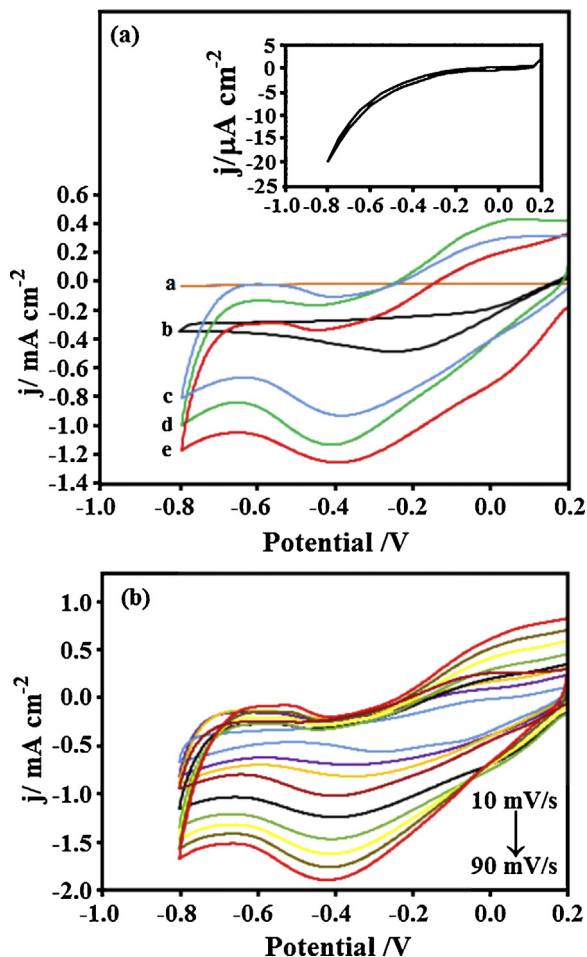 (a)
j/µA cm-2
5
0
-5
-10
-15
-20
-25
-1.0 -0.8 -0.6 -0.4 -0.2 0.0 0.2
j/ mA cm-2
0.6
0.4
0.2
0.0
-0.2
-0.4
-0.6
-0.8
-1.0
-1.2
-1.4
a
b
c
d
e
-1.0 -0.8 -0.6 -0.4 -0.2 0.0 0.2
Potential /V
(b)
j/ mA cm-2
1.0
0.5
0.0
-0.5
-1.0
-1.5
-2.0
10 mV/s
90 mV/s
-1.0 -0.8 -0.6 -0.4 -0.2 0.0 0.2
Potential /V